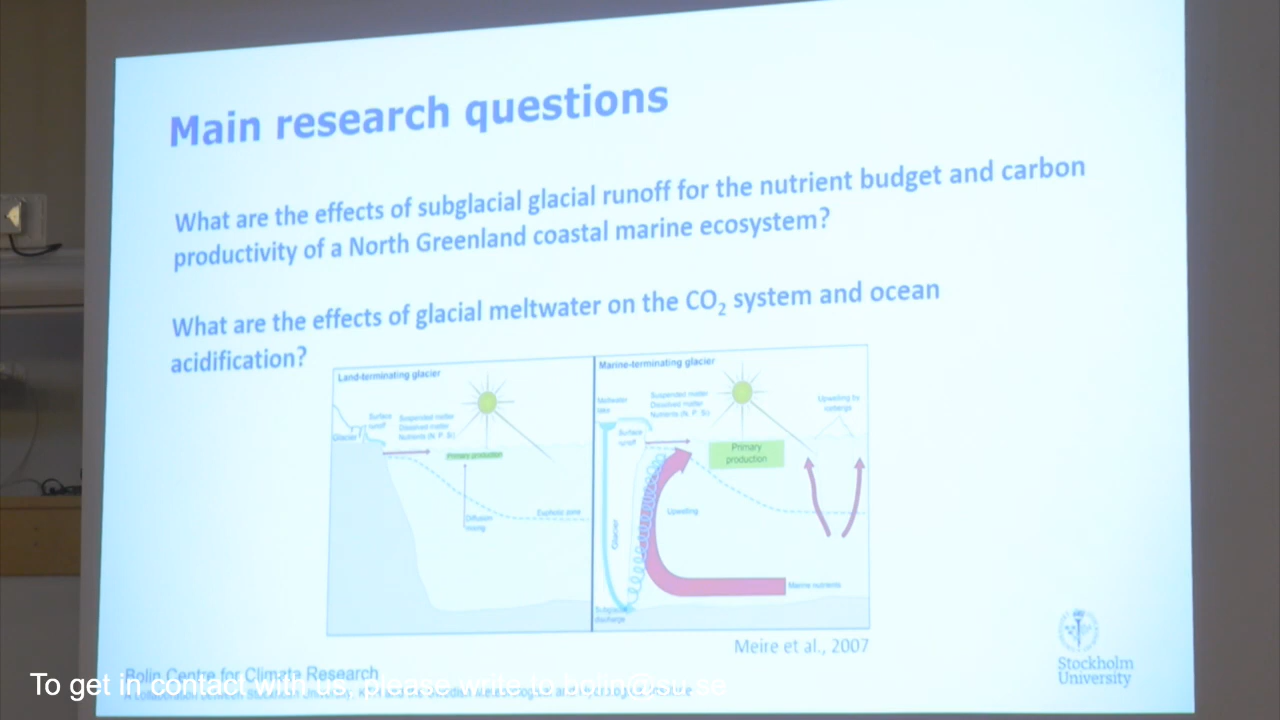 Main research questions
What are the effects of subglacial glacial runoff for the nutrient budget and carbon
productivity of a North Greenland coastal marine ecosystem?
What are the effects of glacial meltwater on the CO₂ system and ocean
acidification?
Land-terminating glacier
Surface
runoff
Suspended matter
Dissolved matter
Nutrients (N, P, Si)
Glacier
Primary production
Euphotic zone
Diffusion
mixing
Marine-terminating glacier
Meltwater
lake
Suspended matter
Dissolved matter
Nutrients (N, P, Si)
Upwelling by
icebergs
Surface
runoff
Primary
production
Glacier
Upwelling
Marine nutrients
Subglacial
discharge
Meire et al., 2007
Bolin Centre for Climate Research
To get in contact with us, please write to bolin@su.se
Stockholm
University